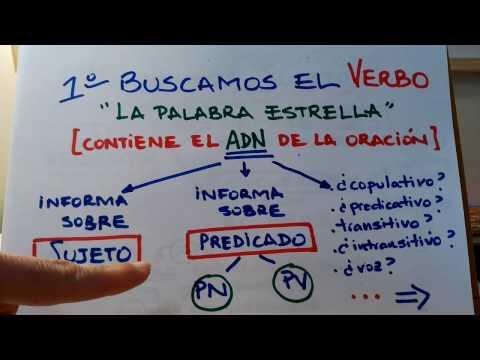 1º BUSCAMOS EL VERBO
"LA PALABRA ESTRELLA"
[CONTIENE EL ADN DE LA ORACIÓN]
INFORMA
SOBRE
SUJETO
INFORMA
SOBRE
PREDICADO
PN
PV
. ¿copulativo?
. ¿predicativo?
. transitivo?
. ¿intransitivo?
. ¿voz?
... ⇒